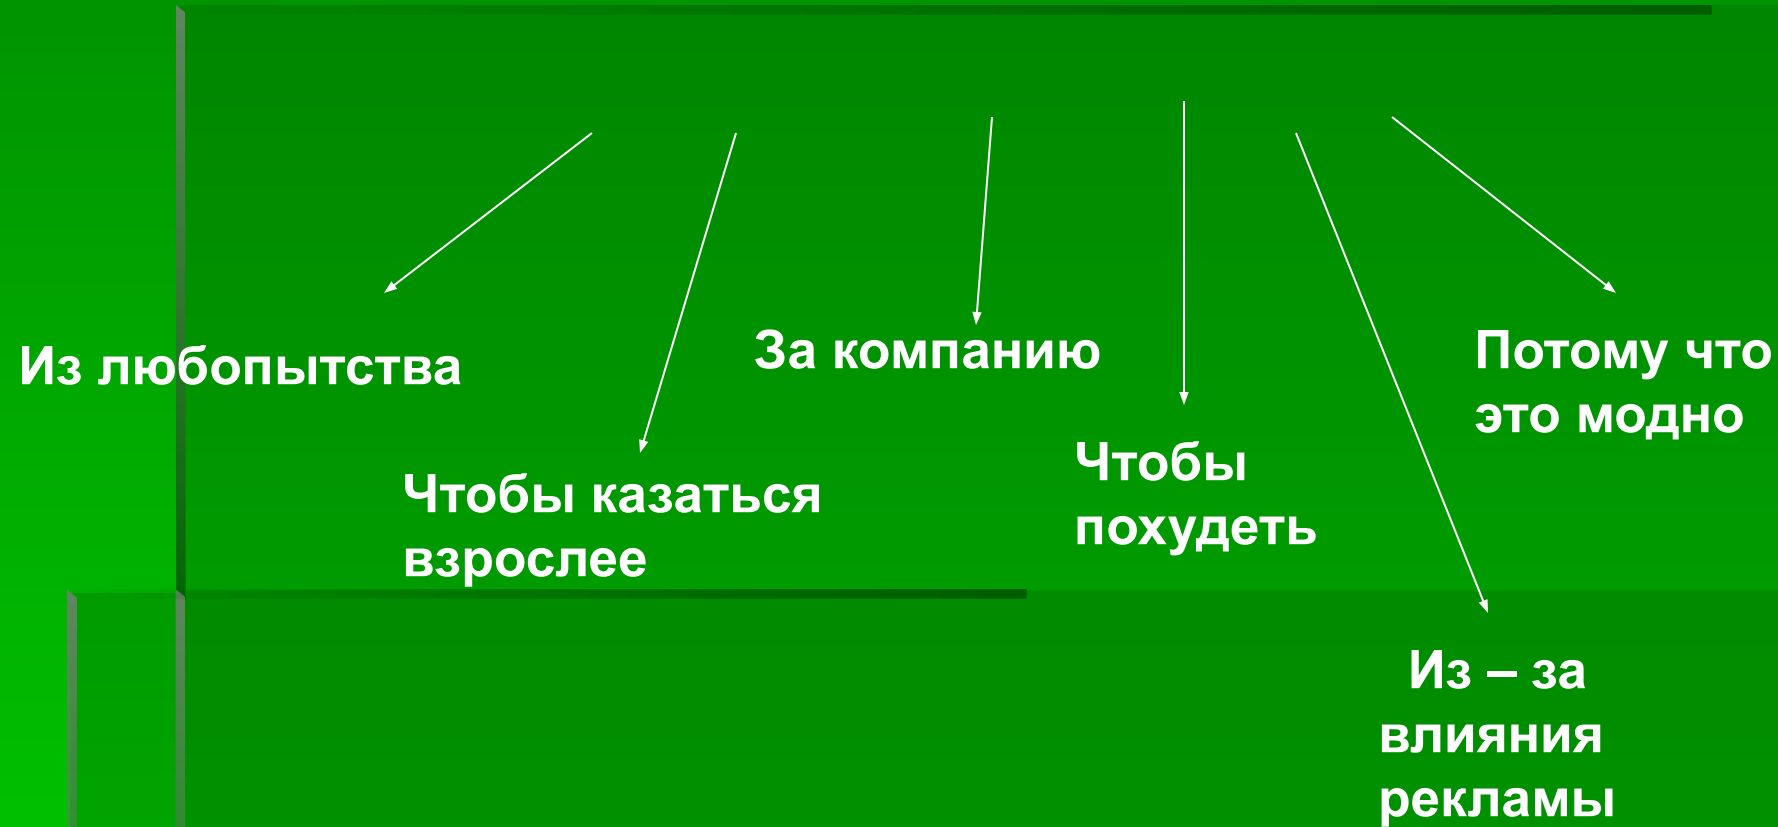 Из любопытства
Чтобы казаться
взрослее
За компанию
Чтобы
похудеть
Из – за
влияния
рекламы
Потому что
это модно